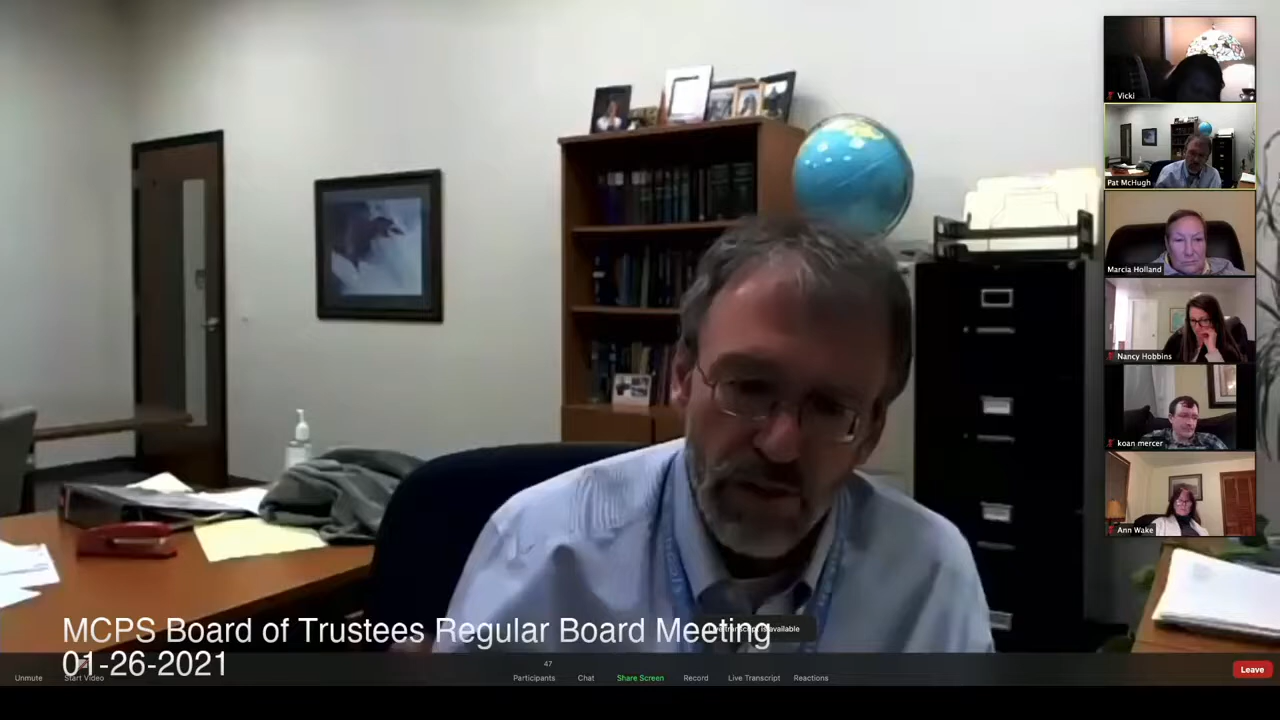 Vicki
Pat McHugh
Marcia Holland
Nancy Hobbins
koan mercer
Ann Wake
MCPS Board of Trustees Regular Board Meeting
available
01-26-2021
47
Unmute
Start Video
Participants
Chat
Share Screen
Record
Live Transcript
Reactions
Leave